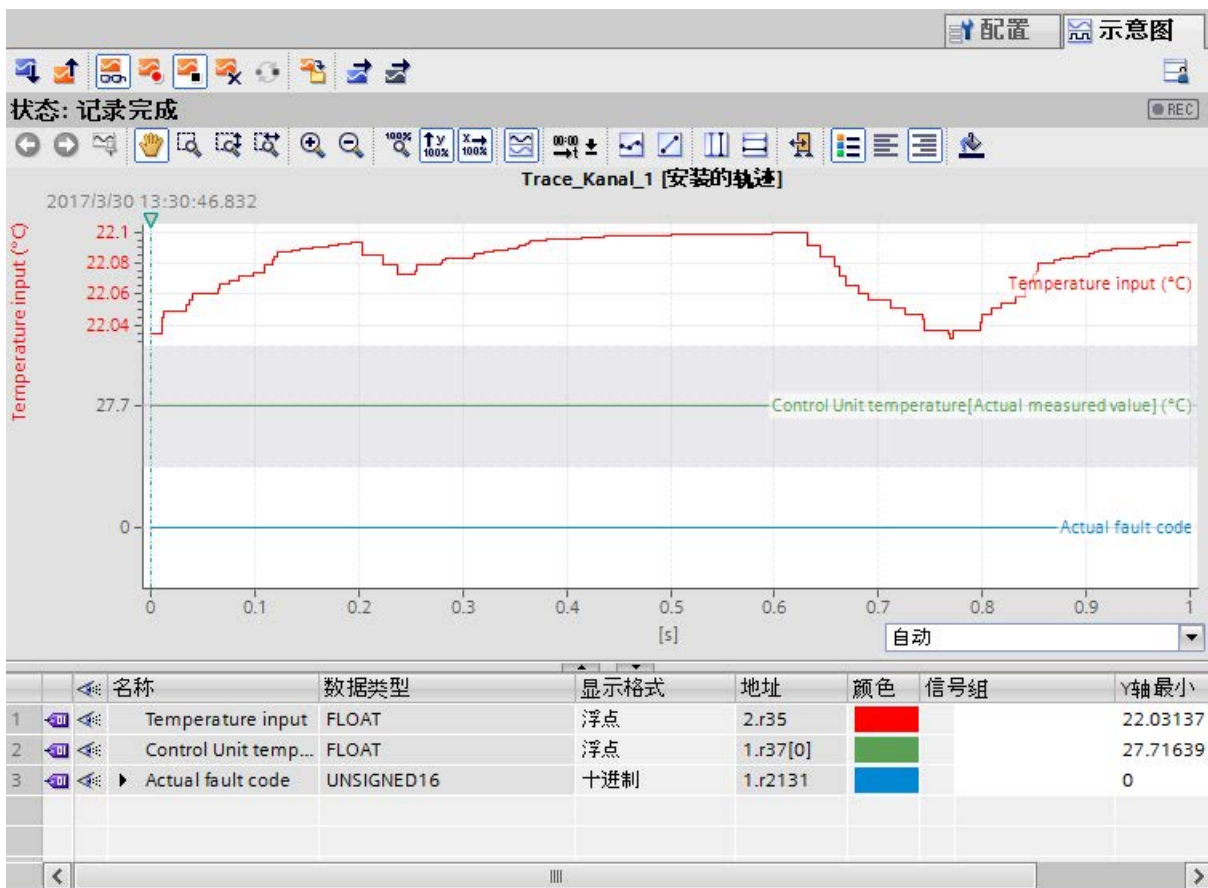 配置
示意图
状态: 记录完成
REC
100% Y 100% X 100% 00:00 t
Trace_Kanal_1 [安装的轨迹]
2017/3/30 13:30:46.832
Temperature input (°C)
22.1
22.08
22.06
22.04
Temperature input (°C)
27.7
Control Unit temperature[Actual measured value] (°C)
0
Actual fault code
0 0.1 0.2 0.3 0.4 0.5 0.6 0.7 0.8 0.9 1
[s]
自动
名称 数据类型 显示格式 地址 颜色 信号组 Y轴最小
1 Temperature input FLOAT 浮点 2.r35 22.03137
2 Control Unit temp... FLOAT 浮点 1.r37[0] 27.71639
3 Actual fault code UNSIGNED16 十进制 1.r2131 0